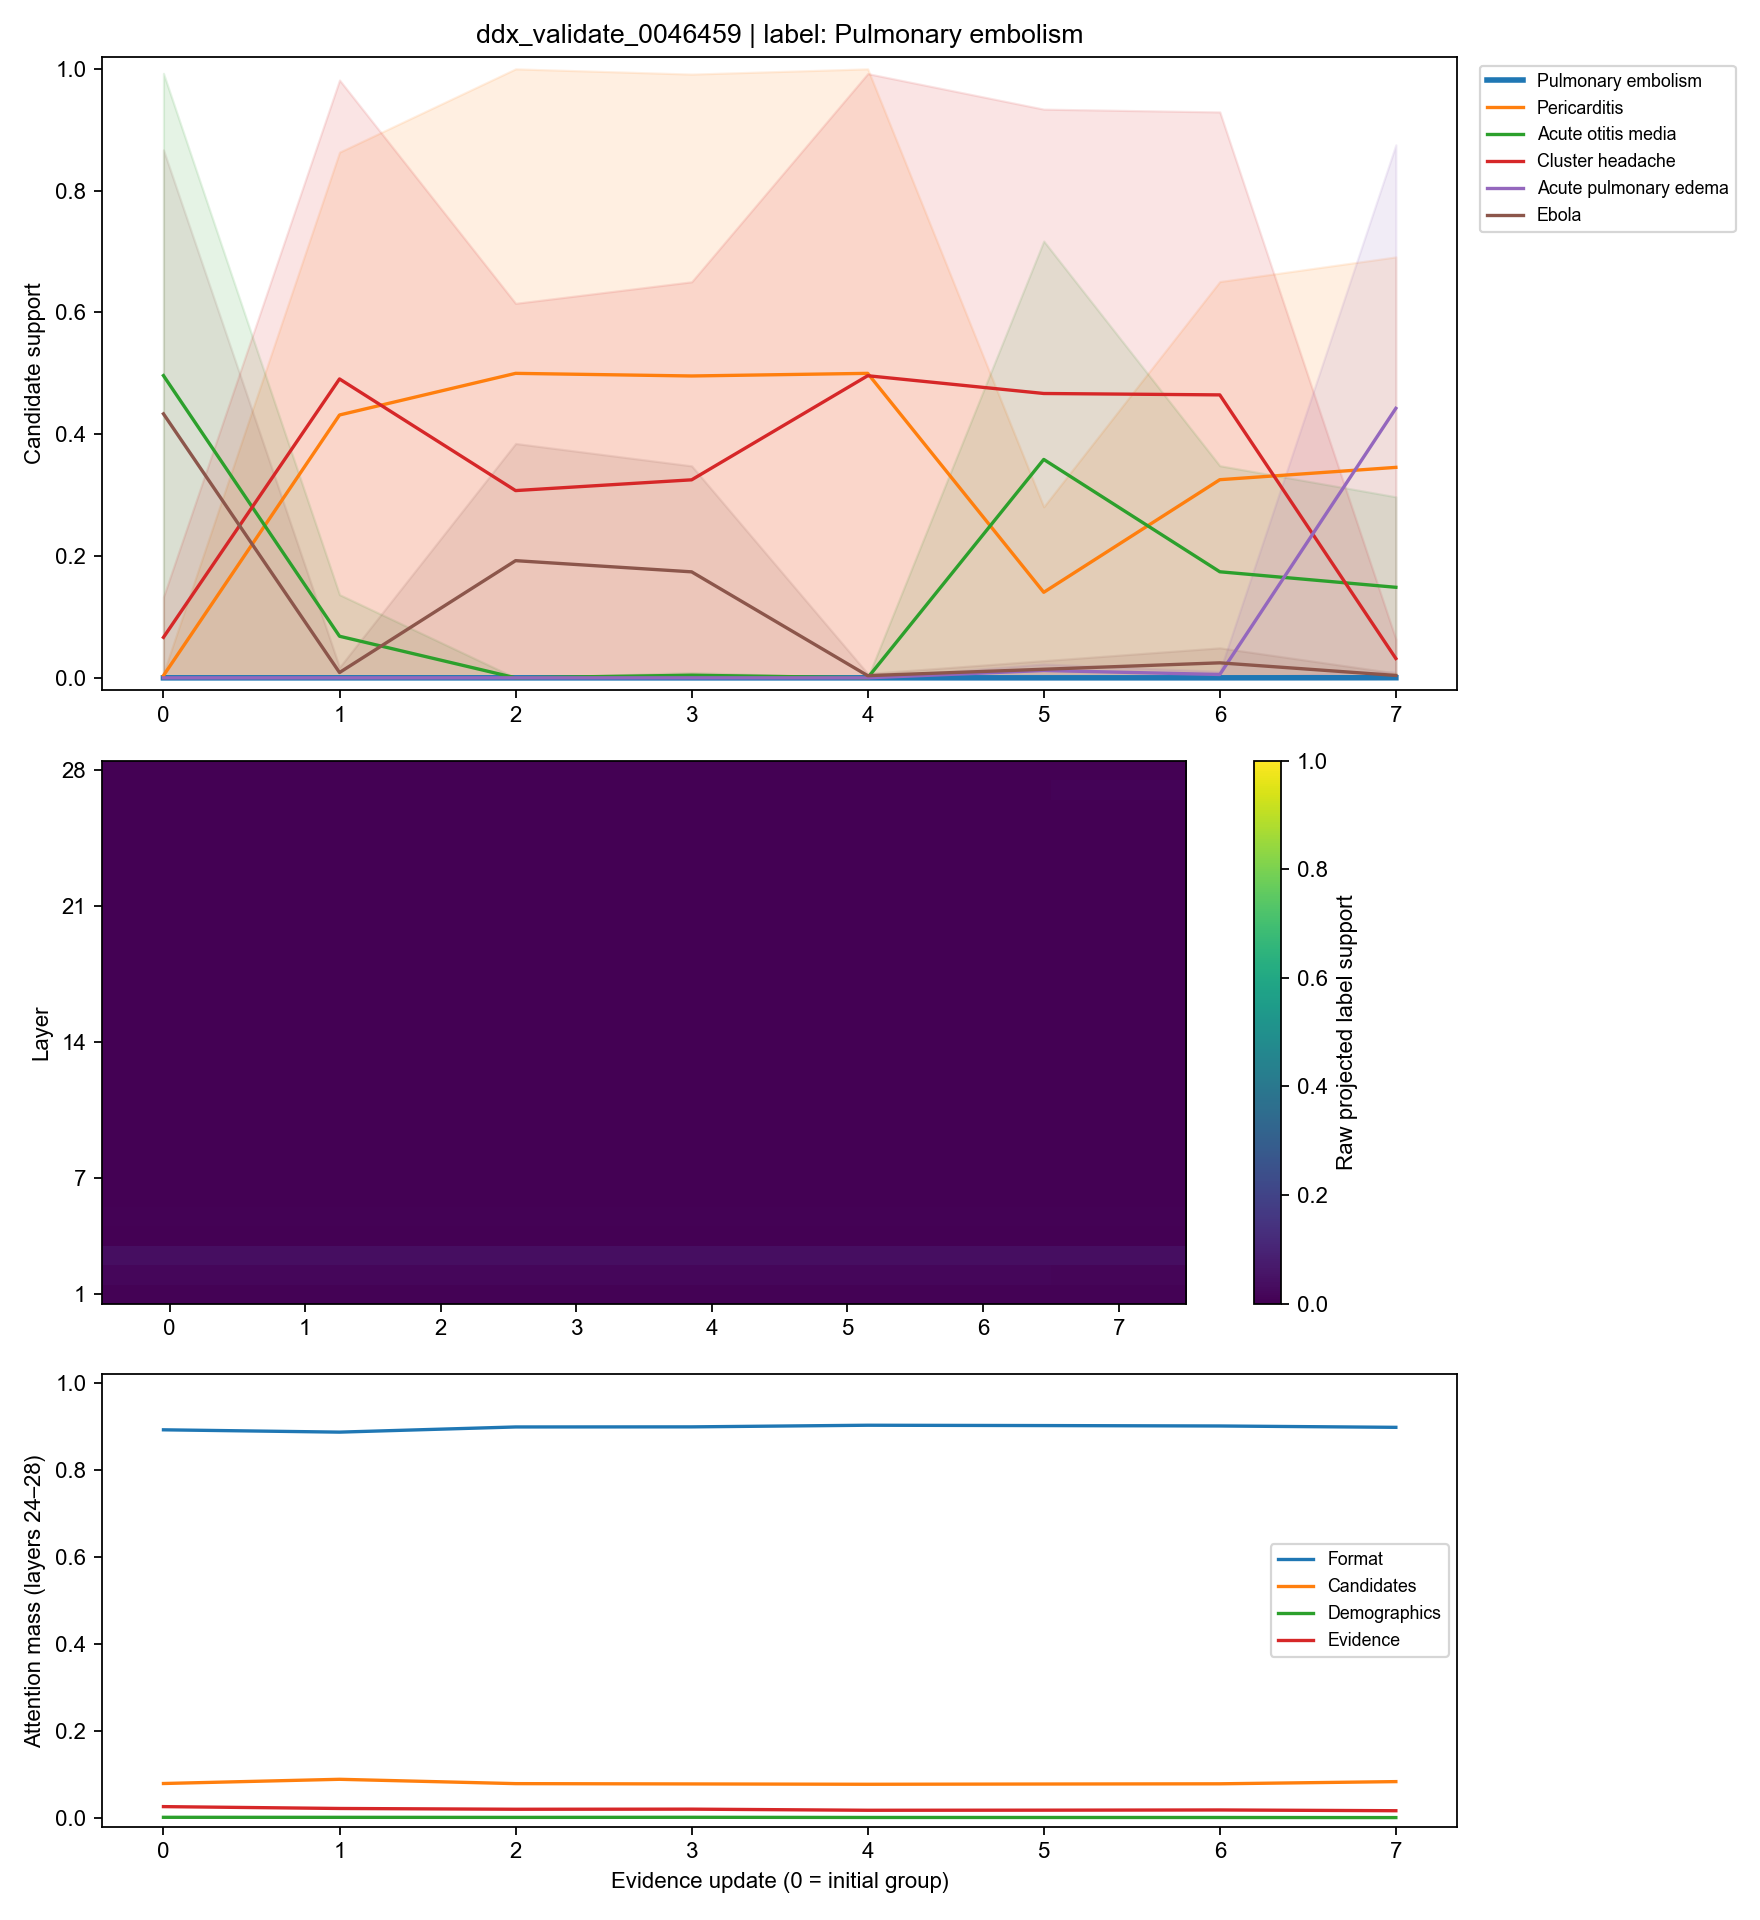 ddx_validate_0046459 | label: Pulmonary embolism
Candidate support
1.0
0.8
0.6
0.4
0.2
0.0
0 1 2 3 4 5 6 7
Pulmonary embolism
Pericarditis
Acute otitis media
Cluster headache
Acute pulmonary edema
Ebola
Layer
28
21
14
7
1
0 1 2 3 4 5 6 7
1.0
0.8
0.6
0.4
0.2
0.0
Raw projected label support
Attention mass (layers 24–28)
1.0
0.8
0.6
0.4
0.2
0.0
Format
Candidates
Demographics
Evidence
0 1 2 3 4 5 6 7
Evidence update (0 = initial group)